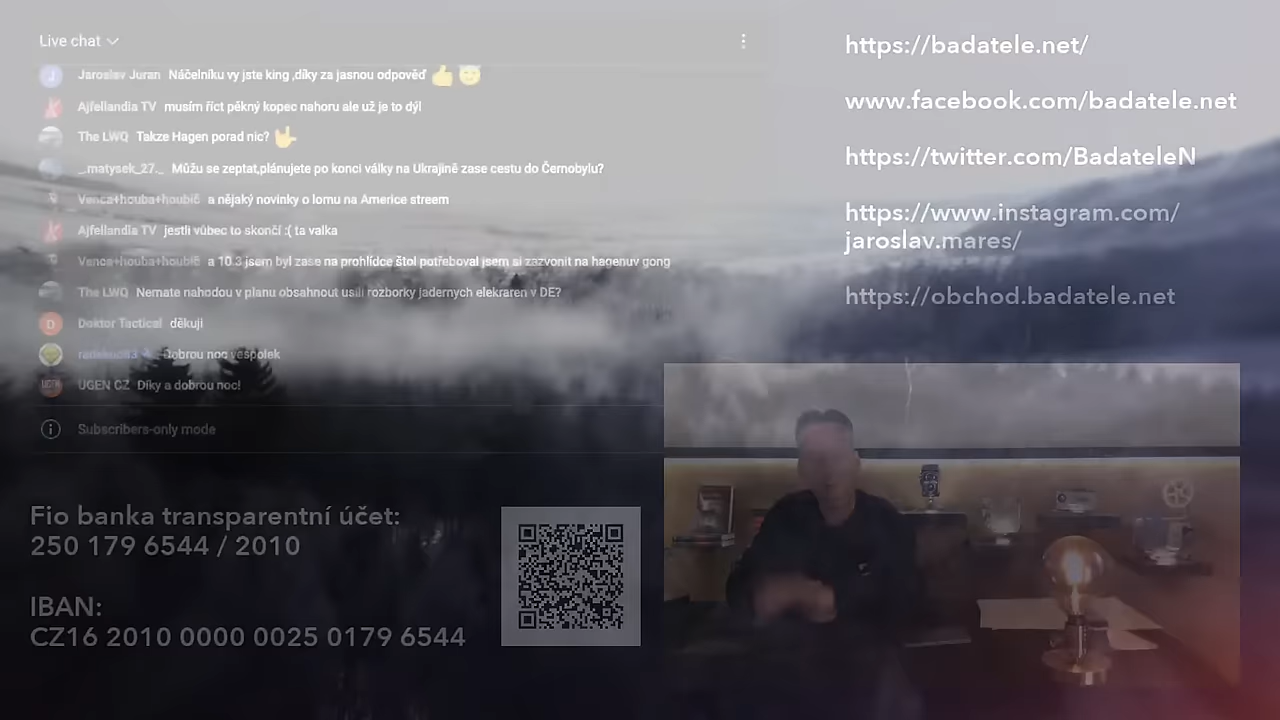 Live chat
Jaroslav Juran Náčelníku vy jste king ,díky za jasnou odpověď
Ajfellandia TV musím říct pěkný kopec nahoru ale už je to dýl
The LWQ Takze Hagen porad nic?
_.matysek_27._ Můžu se zeptat,plánujete po konci války na Ukrajině zase cestu do Černobylu?
Venca+houba+houbič a nějaký novinky o lomu na Americe streem
Ajfellandia TV jestli vůbec to skončí :( ta valka
Venca+houba+houbič a 10.3 jsem byl zase na prohlídce štol potřeboval jsem si zazvonit na hagenuv gong
The LWQ Nemate nahodou v planu obsahnout usili rozborky jadernych elekraren v DE?
Doktor Tactical děkuji
Dobrou noc vespolek
UGEN CZ Díky a dobrou noc!
Subscribers-only mode
https://badatele.net/
www.facebook.com/badatele.net
https://twitter.com/BadateleN
https://www.instagram.com/
jaroslav.mares/
https://obchod.badatele.net
Fio banka transparentní účet:
250 179 6544 / 2010
IBAN:
CZ16 2010 0000 0025 0179 6544